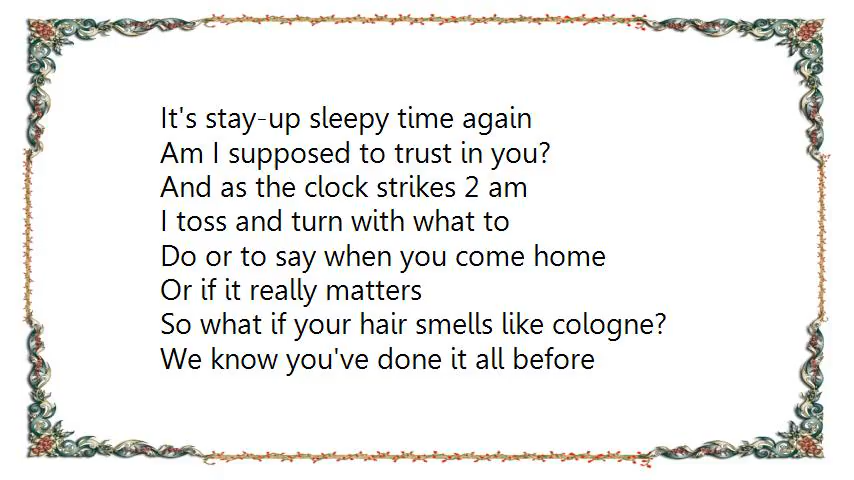 It's stay-up sleepy time again
Am I supposed to trust in you?
And as the clock strikes 2 am
I toss and turn with what to
Do or to say when you come home
Or if it really matters
So what if your hair smells like cologne?
We know you've done it all before